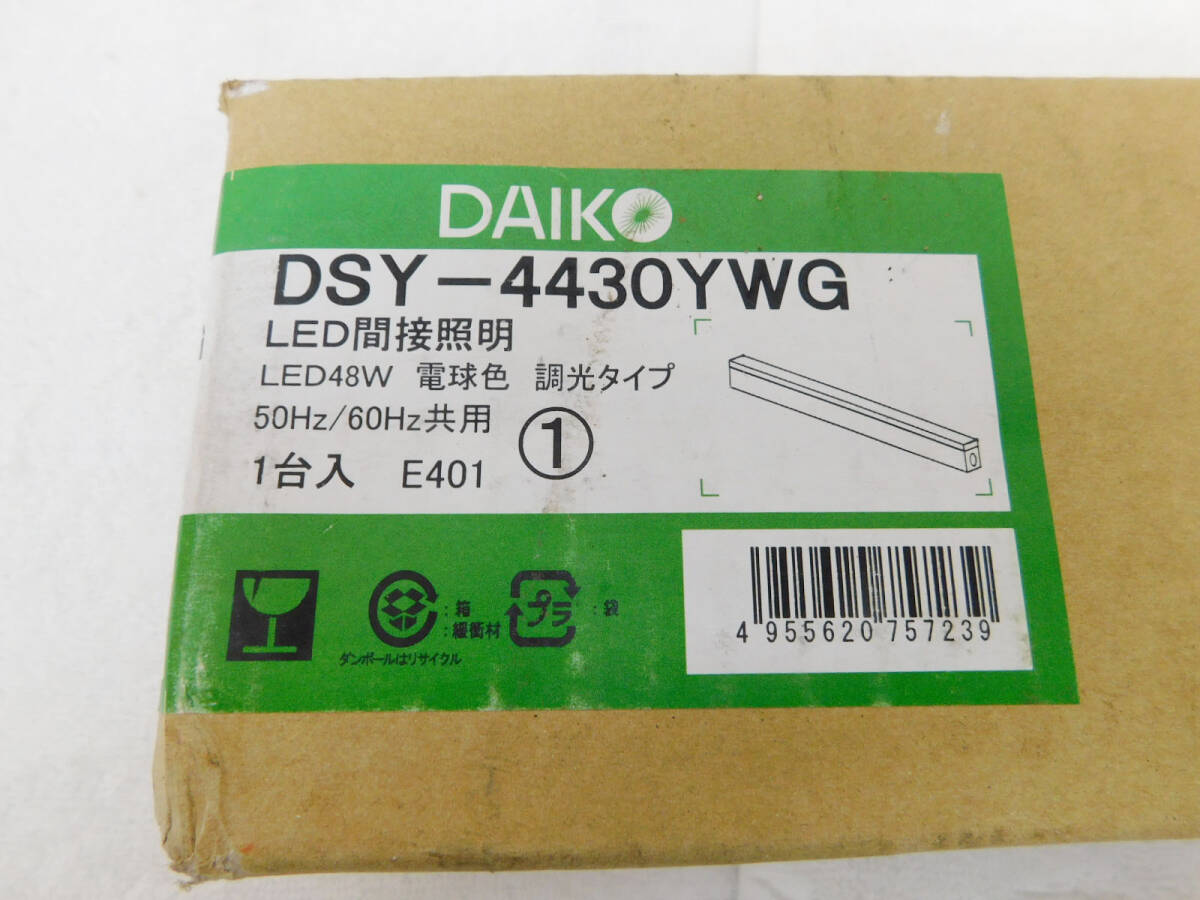 DAIKO
DSY-4430YWG
LED間接照明
LED48W 電球色 調光タイプ
50Hz/60Hz共用
1台入 E401 ①
:箱
:緩衝材
プラ :袋
ダンボールはリサイクル
4 955620 757239